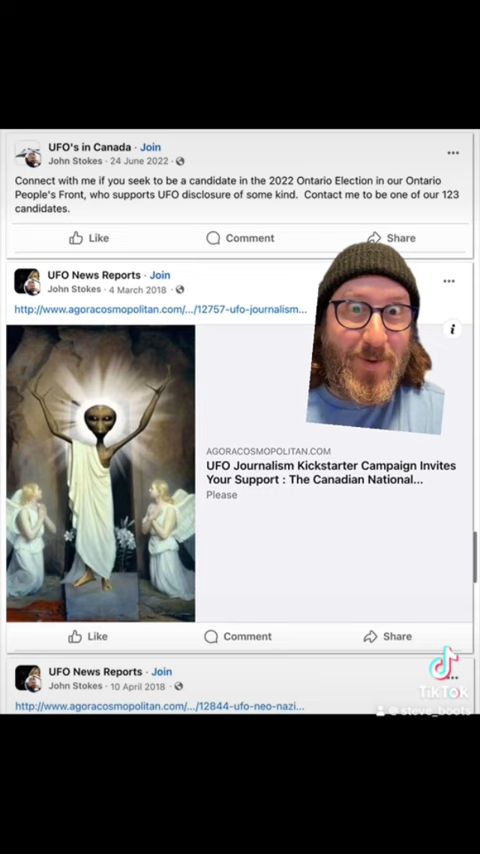 UFO's in Canada · Join
John Stokes · 24 June 2022 ·
Connect with me if you seek to be a candidate in the 2022 Ontario Election in our Ontario
People's Front, who supports UFO disclosure of some kind. Contact me to be one of our 123
candidates.
Like Comment Share
UFO News Reports · Join
John Stokes · 4 March 2018 ·
http://www.agoracosmopolitan.com/.../12757-ufo-journalism...
i
AGORACOSMOPOLITAN.COM
UFO Journalism Kickstarter Campaign Invites
Your Support : The Canadian National...
Please
Like Comment Share
UFO News Reports · Join
John Stokes · 10 April 2018 ·
http://www.agoracosmopolitan.com/.../12844-ufo-neo-nazi...
TikTok
@steve_boots